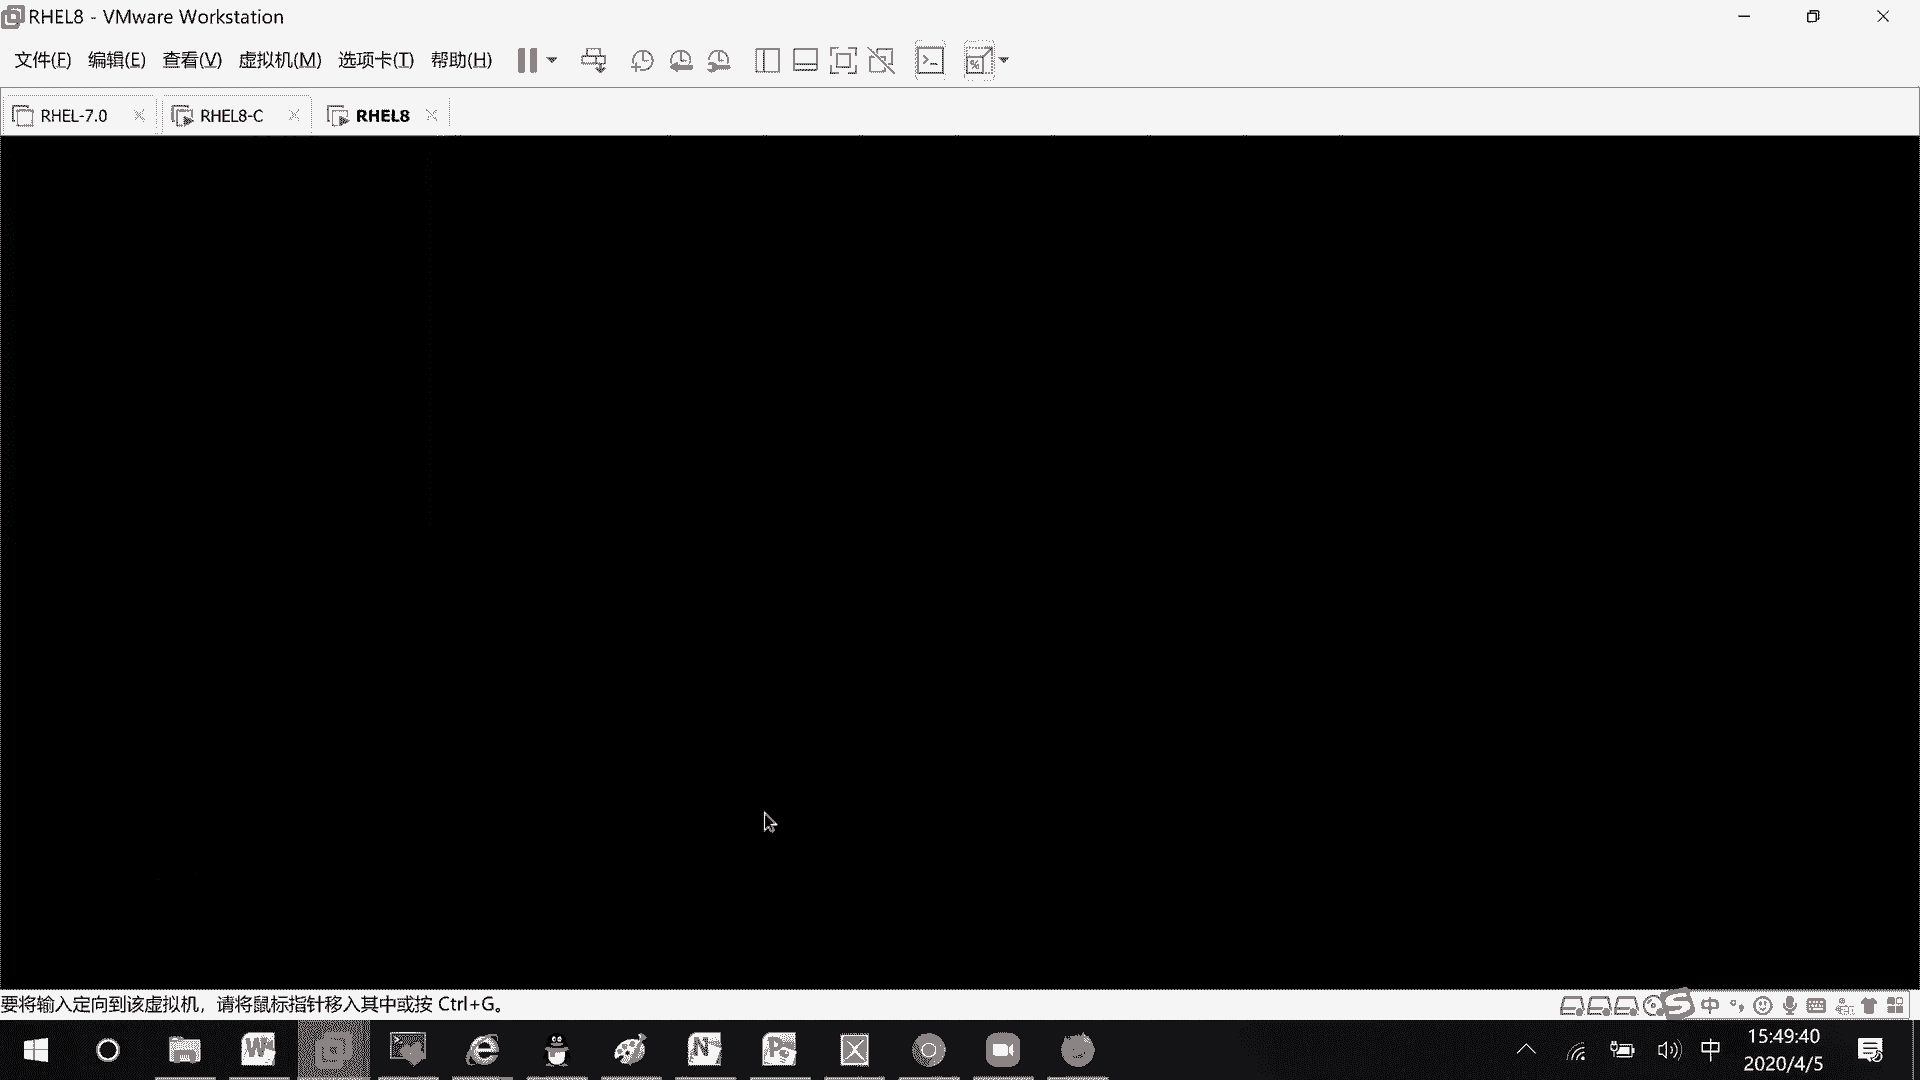 RHEL8 - VMware Workstation
文件(F) 编辑(E) 查看(V) 虚拟机(M) 选项卡(T) 帮助(H)
RHEL-7.0 RHEL8-C RHEL8
要将输入定向到该虚拟机，请将鼠标指针移入其中或按 Ctrl+G。
中
中
15:49:40
2020/4/5